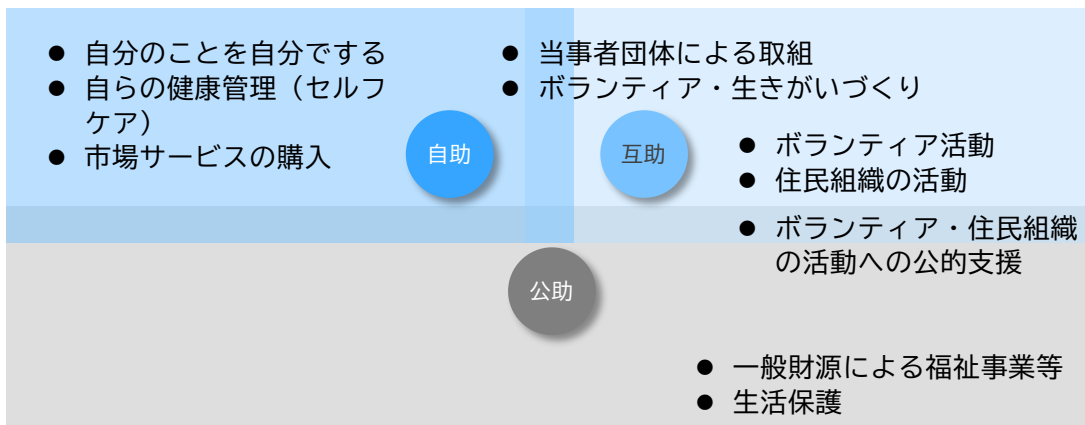 ● 自分のことを自分でする
● 自らの健康管理（セルフ
ケア）
● 市場サービスの購入
● 当事者団体による取組
● ボランティア・生きがいづくり
自助
互助
● ボランティア活動
● 住民組織の活動
● ボランティア・住民組織
の活動への公的支援
公助
● 一般財源による福祉事業等
● 生活保護